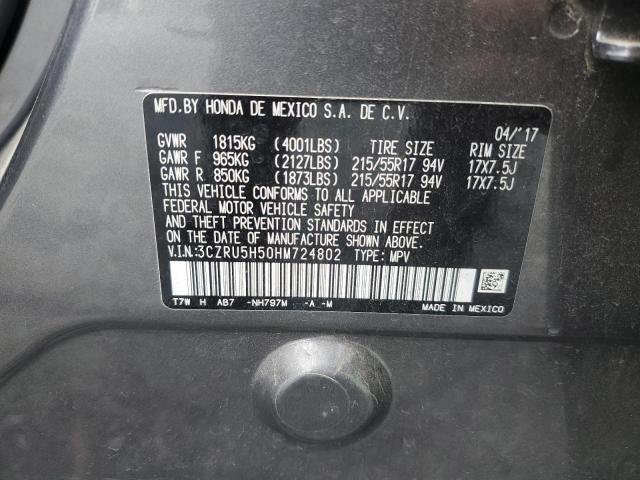 MFD.BY HONDA DE MEXICO S.A. DE C.V.
04/'17
GVWR 1815KG (4001LBS) TIRE SIZE RIM SIZE
GAWR F 965KG (2127LBS) 215/55R17 94V 17X7.5J
GAWR R 850KG (1873LBS) 215/55R17 94V 17X7.5J
THIS VEHICLE CONFORMS TO ALL APPLICABLE
FEDERAL MOTOR VEHICLE SAFETY
AND THEFT PREVENTION STANDARDS IN EFFECT
ON THE DATE OF MANUFACTURE SHOWN ABOVE.
V.I.N:3CZRU5H50HM724802 TYPE: MPV
T7W H AB7 -NH797M -A -M
MADE IN MEXICO